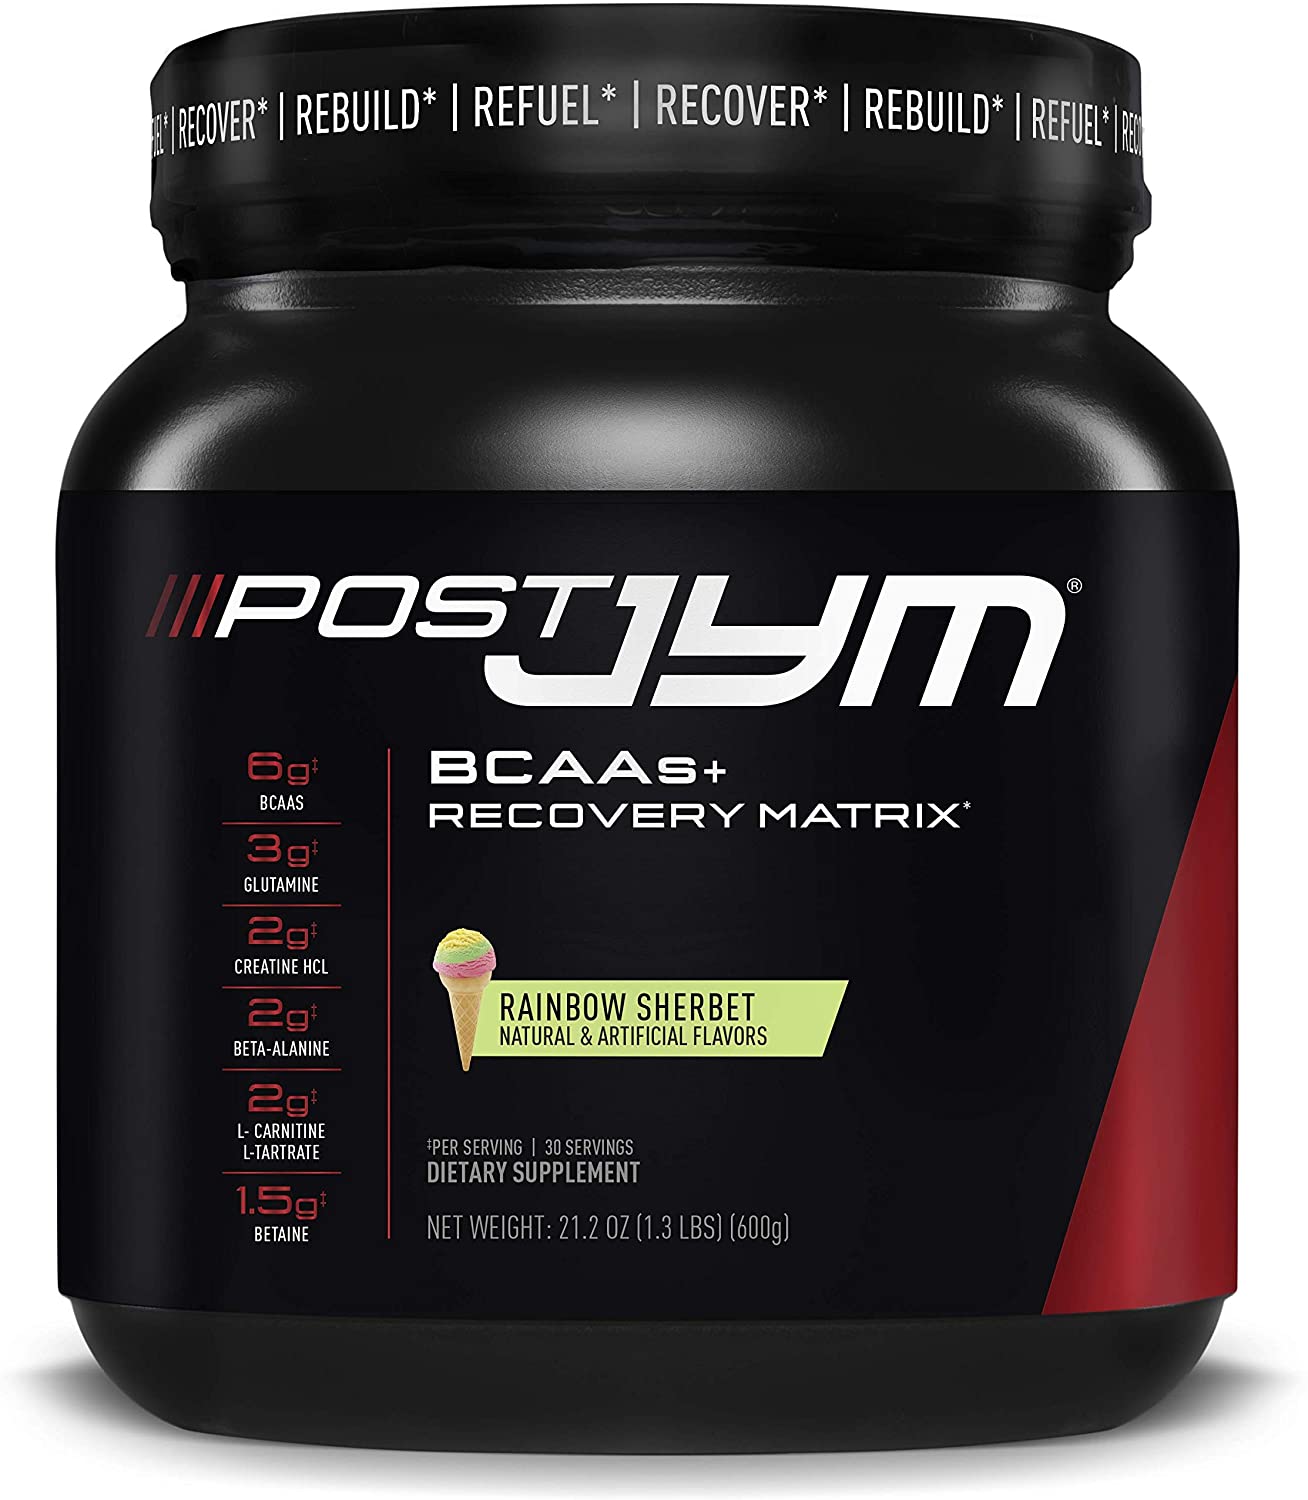 REFUEL* | RECOVER* | REBUILD* | REFUEL* | RECOVER* | REBUILD* | REFUEL* |
POST JYM®
6g‡
BCAAS
3g‡
GLUTAMINE
2g‡
CREATINE HCL
2g‡
BETA-ALANINE
2g‡
L- CARNITINE
L-TARTRATE
1.5g‡
BETAINE
BCAAs+
RECOVERY MATRIX*
RAINBOW SHERBET
NATURAL & ARTIFICIAL FLAVORS
‡PER SERVING | 30 SERVINGS
DIETARY SUPPLEMENT
NET WEIGHT: 21.2 OZ (1.3 LBS) (600g)